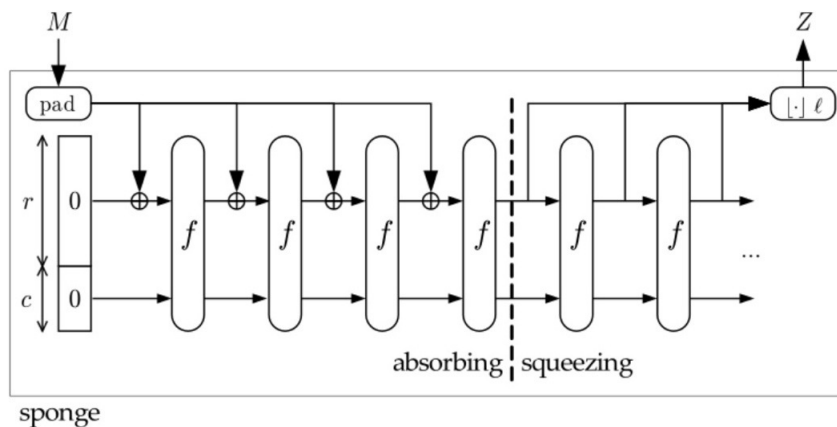 M Z
pad ⌊·⌋ ℓ
r 0 f f f f f f
...
c 0
absorbing squeezing
sponge